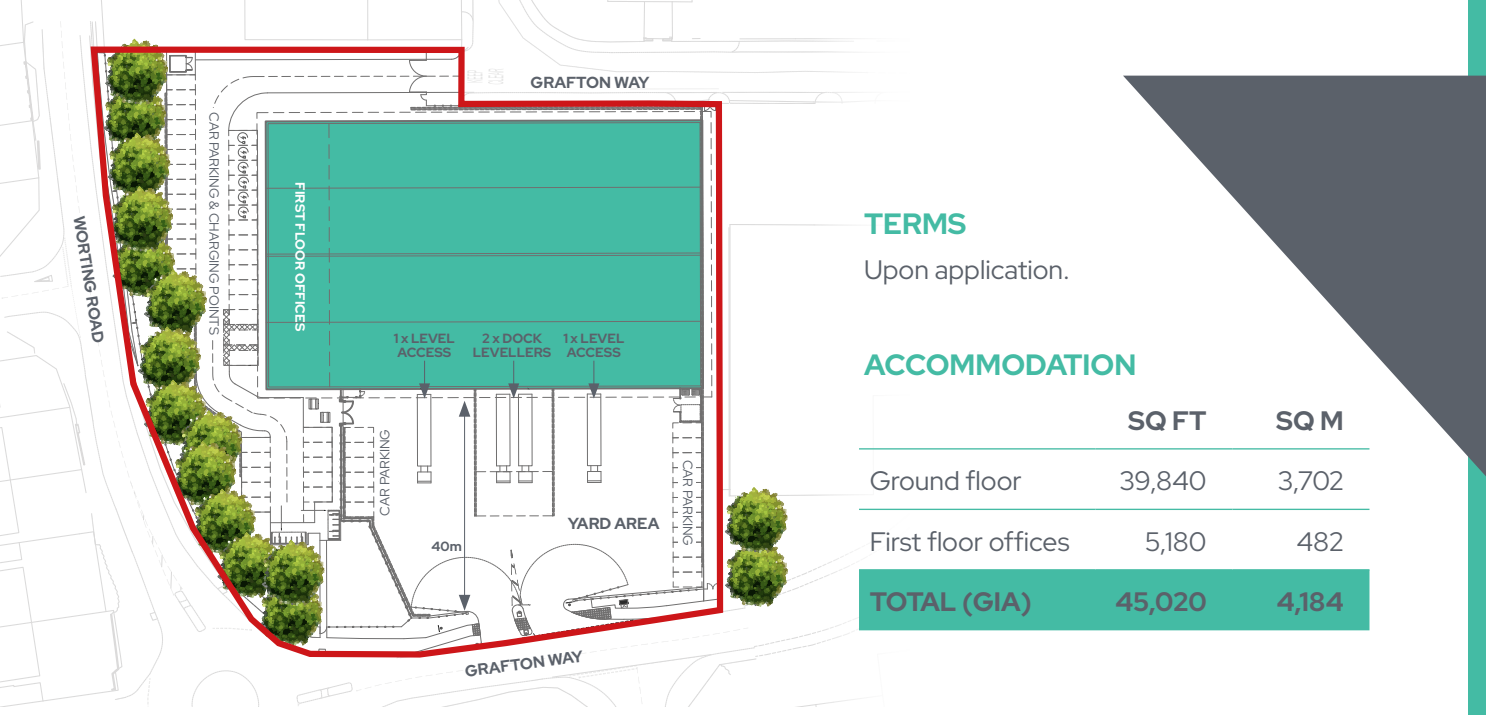 GRAFTON WAY
CAR PARKING & CHARGING POINTS
FIRST FLOOR OFFICES
WORTING ROAD
1 x LEVEL
ACCESS
2 x DOCK
LEVELLERS
1 x LEVEL
ACCESS
CAR PARKING
CAR PARKING
YARD AREA
40m
GRAFTON WAY
TERMS
Upon application.
ACCOMMODATION
SQ FT SQ M
Ground floor 39,840 3,702
First floor offices 5,180 482
TOTAL (GIA) 45,020 4,184